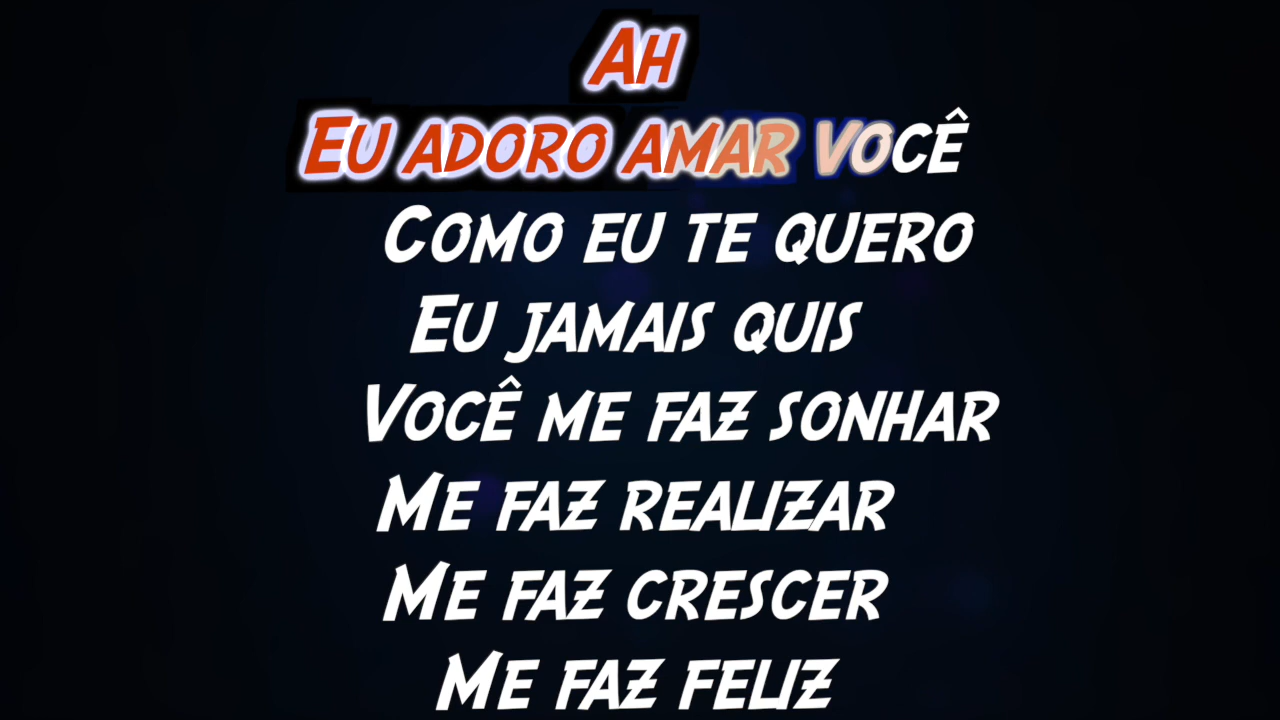 Ah
Eu adoro amar você
Como eu te quero
Eu jamais quis
Você me faz sonhar
Me faz realizar
Me faz crescer
Me faz feliz